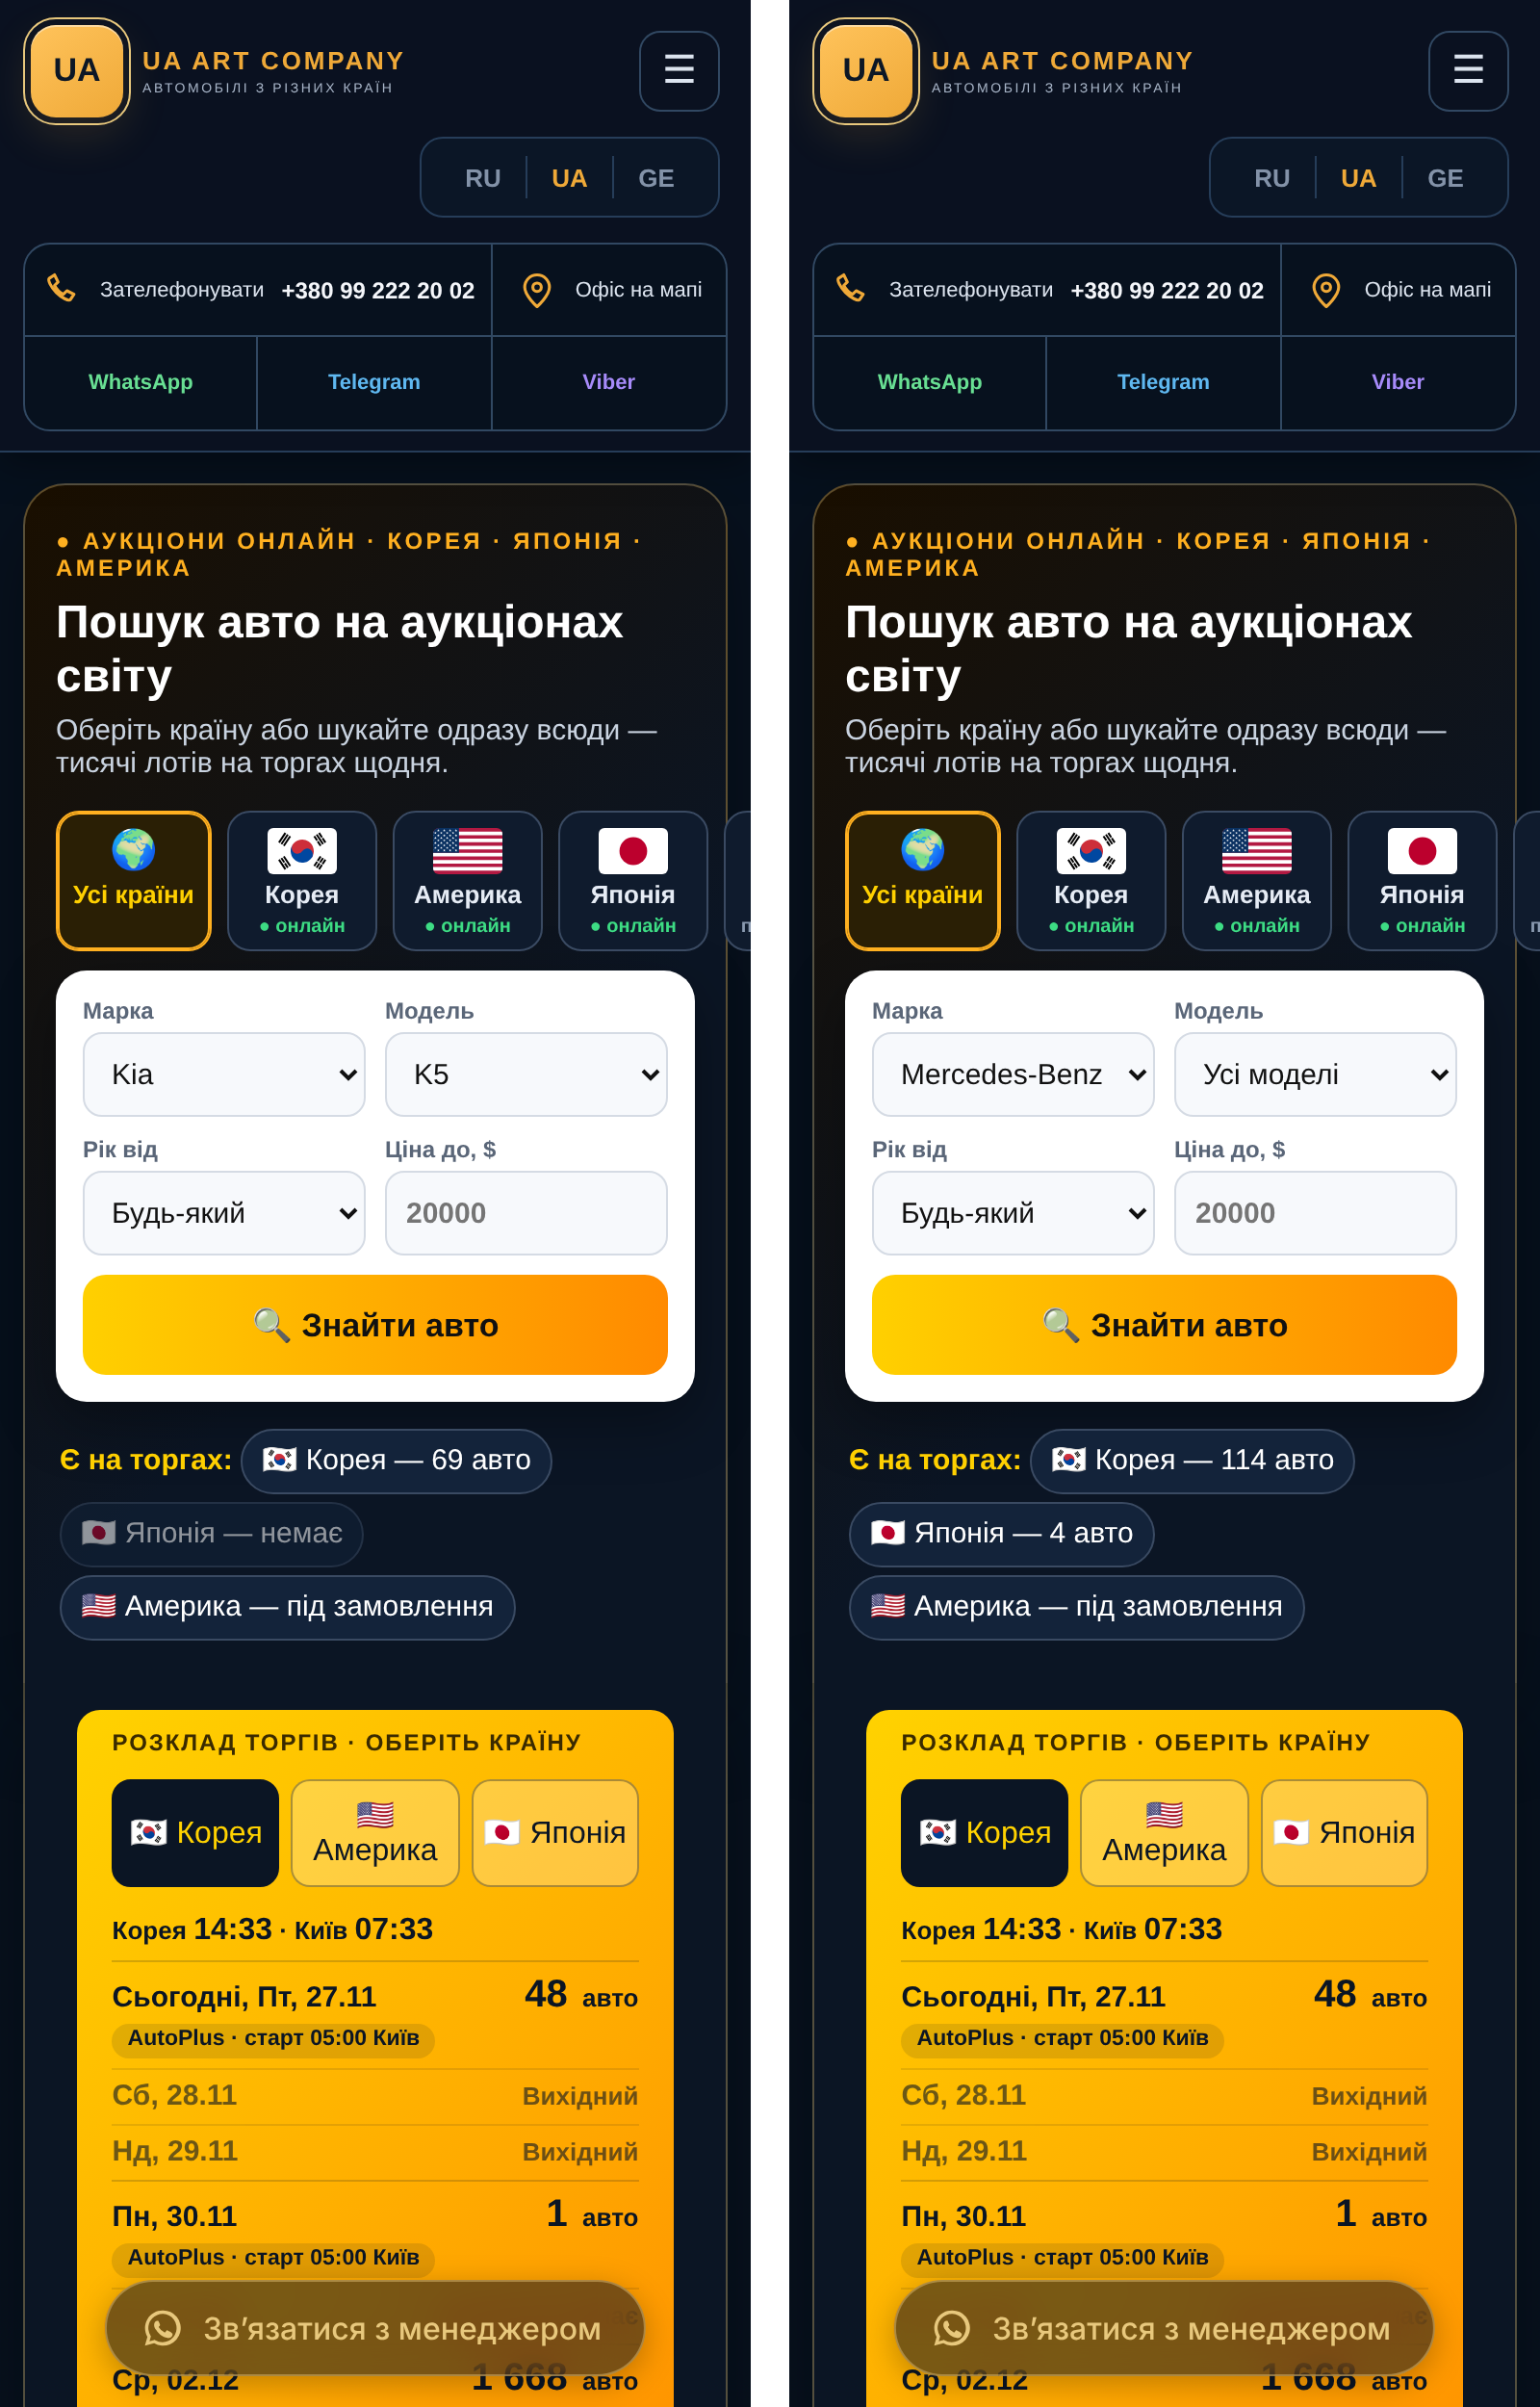 UA
UA ART COMPANY
АВТОМОБІЛІ З РІЗНИХ КРАЇН
☰
RU UA GE
Зателефонувати +380 99 222 20 02 Офіс на мапі
WhatsApp Telegram Viber
● АУКЦІОНИ ОНЛАЙН · КОРЕЯ · ЯПОНІЯ ·
АМЕРИКА
Пошук авто на аукціонах
світу
Оберіть країну або шукайте одразу всюди —
тисячі лотів на торгах щодня.
Усі країни Корея Америка Японія
● онлайн ● онлайн ● онлайн
Марка Модель
Kia K5
Рік від Ціна до, $
Будь-який 20000
🔍 Знайти авто
Є на торгах: 🇰🇷 Корея — 69 авто
🇯🇵 Японія — немає
🇺🇸 Америка — під замовлення
РОЗКЛАД ТОРГІВ · ОБЕРІТЬ КРАЇНУ
🇰🇷 Корея 🇺🇸 Америка 🇯🇵 Японія
Корея 14:33 · Київ 07:33
Сьогодні, Пт, 27.11 48 авто
AutoPlus · старт 05:00 Київ
Сб, 28.11 Вихідний
Нд, 29.11 Вихідний
Пн, 30.11 1 авто
AutoPlus · старт 05:00 Київ
Зв’язатися з менеджером
Ср, 02.12 1 668 авто
UA
UA ART COMPANY
АВТОМОБІЛІ З РІЗНИХ КРАЇН
☰
RU UA GE
Зателефонувати +380 99 222 20 02 Офіс на мапі
WhatsApp Telegram Viber
● АУКЦІОНИ ОНЛАЙН · КОРЕЯ · ЯПОНІЯ ·
АМЕРИКА
Пошук авто на аукціонах
світу
Оберіть країну або шукайте одразу всюди —
тисячі лотів на торгах щодня.
Усі країни Корея Америка Японія
● онлайн ● онлайн ● онлайн
Марка Модель
Mercedes-Benz Усі моделі
Рік від Ціна до, $
Будь-який 20000
🔍 Знайти авто
Є на торгах: 🇰🇷 Корея — 114 авто
🇯🇵 Японія — 4 авто
🇺🇸 Америка — під замовлення
РОЗКЛАД ТОРГІВ · ОБЕРІТЬ КРАЇНУ
🇰🇷 Корея 🇺🇸 Америка 🇯🇵 Японія
Корея 14:33 · Київ 07:33
Сьогодні, Пт, 27.11 48 авто
AutoPlus · старт 05:00 Київ
Сб, 28.11 Вихідний
Нд, 29.11 Вихідний
Пн, 30.11 1 авто
AutoPlus · старт 05:00 Київ
Зв’язатися з менеджером
Ср, 02.12 1 668 авто